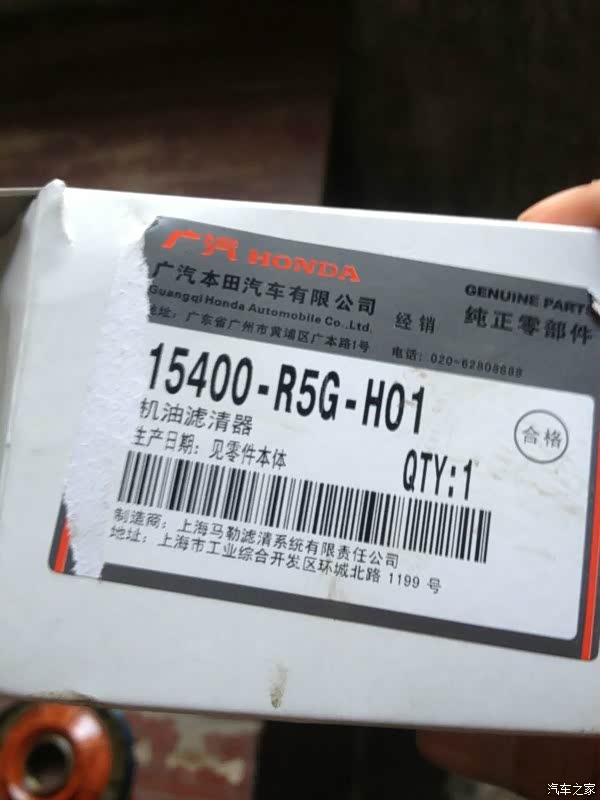 广汽 HONDA
广汽本田汽车有限公司
Guangqi Honda Automobile Co.,Ltd.
地址：广东省广州市黄埔区广本路1号
经销
GENUINE PARTS
纯正零部件
电话：020-62808888
15400-R5G-H01
机油滤清器
合格
生产日期：见零件本体
QTY:1
制造商：上海马勒滤清系统有限责任公司
地址：上海市工业综合开发区环城北路 1199 号
汽车之家